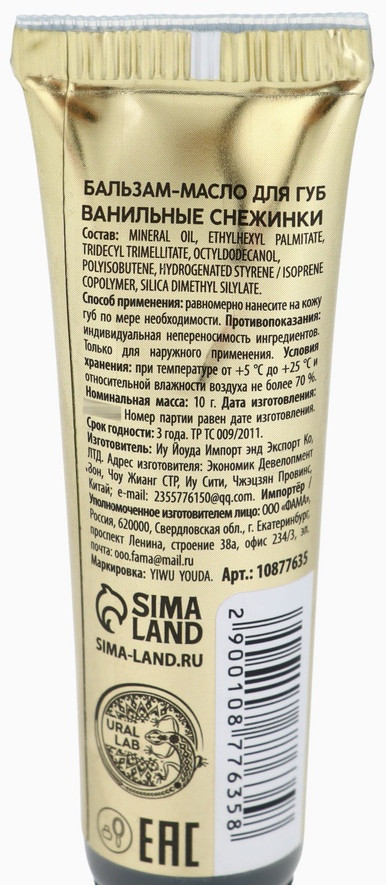 БАЛЬЗАМ-МАСЛО ДЛЯ ГУБ
ВАНИЛЬНЫЕ СНЕЖИНКИ
Состав: MINERAL OIL, ETHYLHEXYL PALMITATE,
TRIDECYL TRIMELLITATE, OCTYLDODECANOL,
POLYISOBUTENE, HYDROGENATED STYRENE / ISOPRENE
COPOLYMER, SILICA DIMETHYL SILYLATE.
Способ применения: равномерно нанесите на кожу
губ по мере необходимости. Противопоказания:
индивидуальная непереносимость ингредиентов.
Только для наружного применения. Условия
хранения: при температуре от +5 °C до +25 °C и
относительной влажности воздуха не более 70 %.
Номинальная масса: 10 г. Дата изготовления:
Номер партии равен дате изготовления.
Срок годности: 3 года. ТР ТС 009/2011.
Изготовитель: Иу Йоуда Импорт энд Экспорт Ко,
ЛТД. Адрес изготовителя: Экономик Девелопмент
Зон, Чоу Жианг СТР, Иу Сити, Чжэцзян Провинс,
Китай; e-mail: 2355776150@qq.com. Импортёр /
Уполномоченное изготовителем лицо: ООО «ФАМА»,
Россия, 620000, Свердловская обл., г. Екатеринбург,
проспект Ленина, строение 38а, офис 234/3, эл.
почта: ooo.fama@mail.ru
Маркировка: YIWU YOUDA. Арт.: 10877635
SIMA
LAND
SIMA-LAND.RU
URAL
LAB
EAC
2 900108 776358